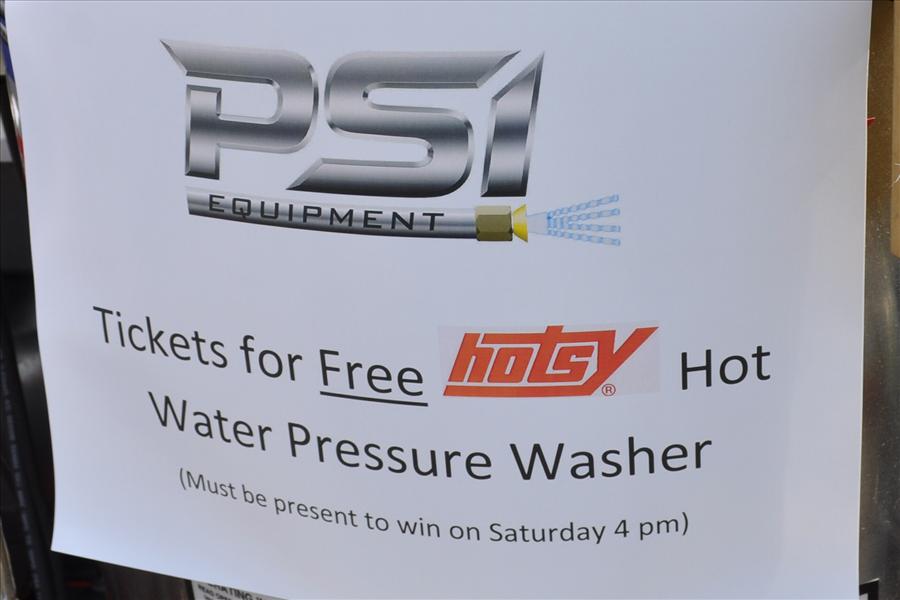 PSI
EQUIPMENT
Tickets for Free hotsy® Hot
Water Pressure Washer
(Must be present to win on Saturday 4 pm)